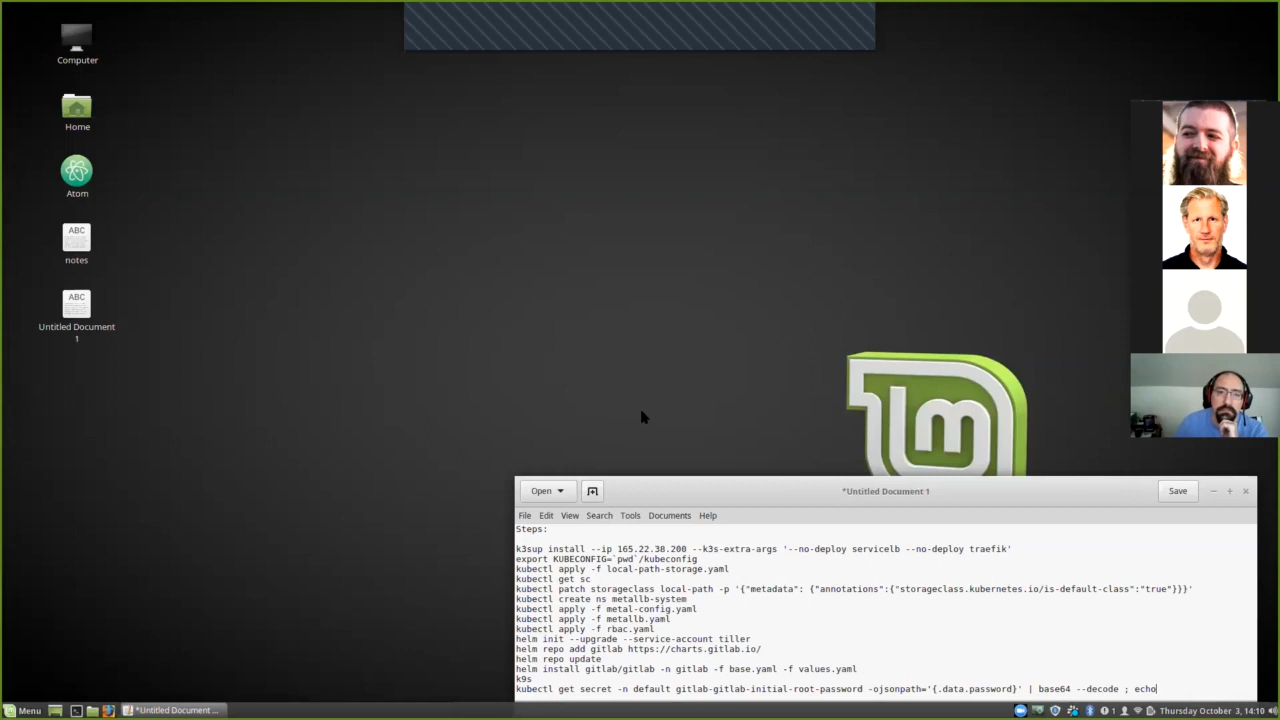 Computer
Home
Atom
ABC
notes
ABC
Untitled Document
1
lm
Open
*Untitled Document 1
Save
File Edit View Search Tools Documents Help
Steps:
k3sup install --ip 165.22.38.200 --k3s-extra-args '--no-deploy servicelb --no-deploy traefik'
export KUBECONFIG=`pwd`/kubeconfig
kubectl apply -f local-path-storage.yaml
kubectl get sc
kubectl patch storageclass local-path -p '{"metadata": {"annotations":{"storageclass.kubernetes.io/is-default-class":"true"}}}'
kubectl create ns metallb-system
kubectl apply -f metal-config.yaml
kubectl apply -f metallb.yaml
kubectl apply -f rbac.yaml
helm init --upgrade --service-account tiller
helm repo add gitlab https://charts.gitlab.io/
helm repo update
helm install gitlab/gitlab -n gitlab -f base.yaml -f values.yaml
k9s
kubectl get secret -n default gitlab-gitlab-initial-root-password -ojsonpath='{.data.password}' | base64 --decode ; echo
Menu *Untitled Document ... 1 Thursday October 3, 14:10